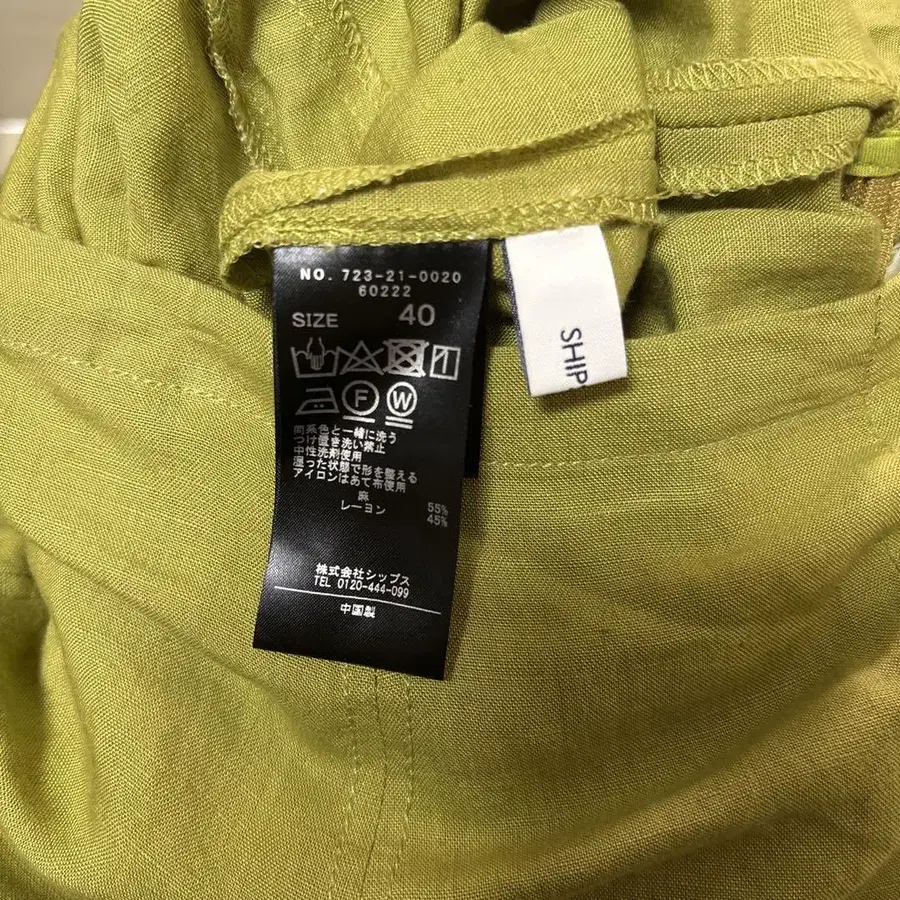 NO. 723-21-0020
60222
SIZE 40
F W
同系色と一緒に洗う
つけ置き洗い禁止
中性洗剤使用
湿った状態で形を整える
アイロンはあて布使用
麻 55%
レーヨン 45%
株式会社シップス
TEL 0120-444-099
中国製
SHIP